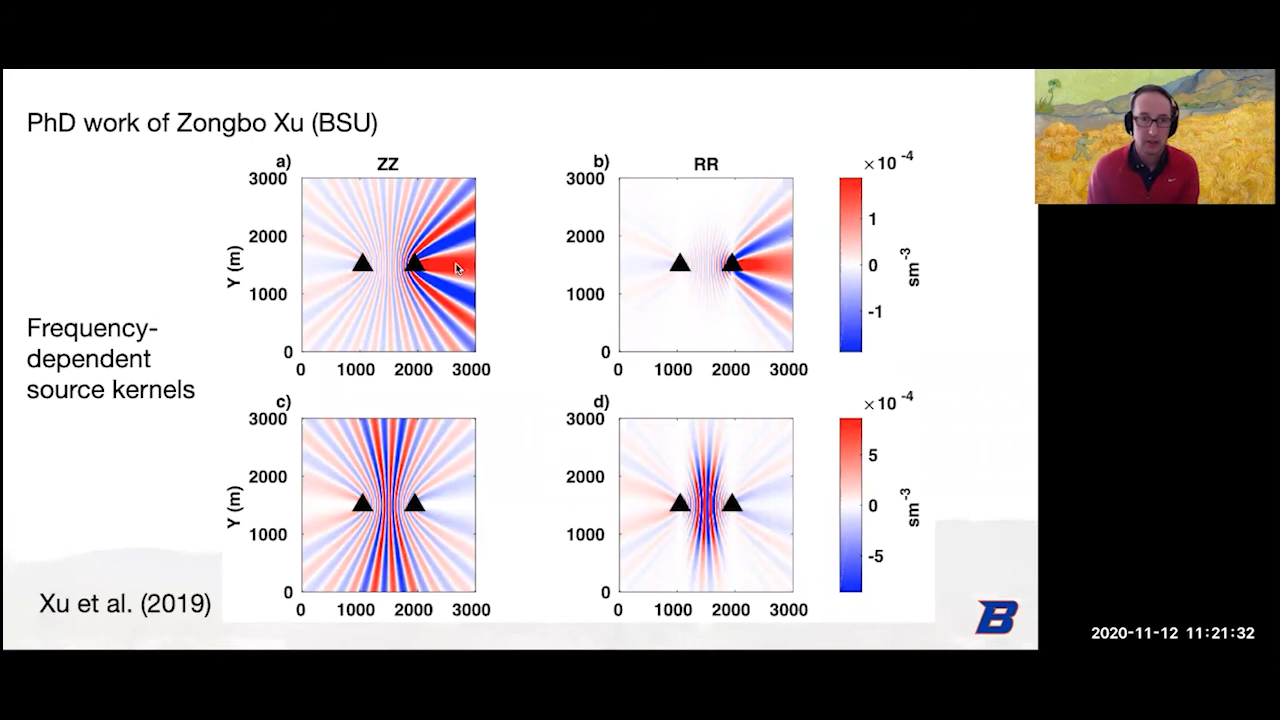 PhD work of Zongbo Xu (BSU)
a)
ZZ
b)
RR
×10 -4
3000
2000
1000
0
Y (m)
0
1000
2000
3000
3000
2000
1000
0
0
1000
2000
3000
1
0
-1
sm-3
Frequency-
dependent
source kernels
c)
d)
×10 -4
3000
2000
1000
0
Y (m)
0
1000
2000
3000
3000
2000
1000
0
0
1000
2000
3000
5
0
-5
sm-3
Xu et al. (2019)
B
2020-11-12 11:21:32